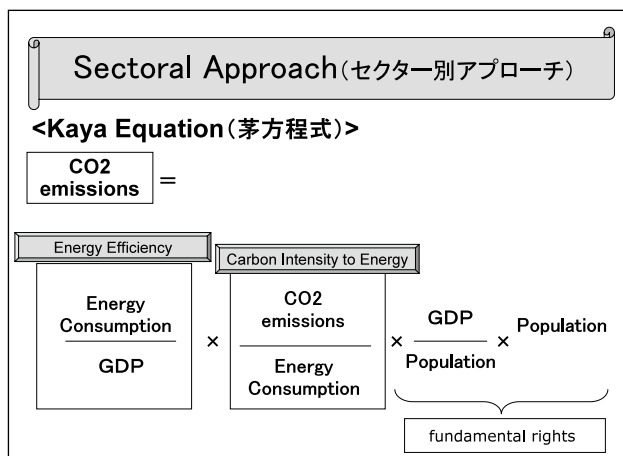 Sectoral Approach(セクター別アプローチ)
<Kaya Equation(茅方程式)>
CO2
emissions
=
Energy Efficiency
Energy
Consumption
GDP
×
Carbon Intensity to Energy
CO2
emissions
Energy
Consumption
×
GDP
Population
×
Population
fundamental rights